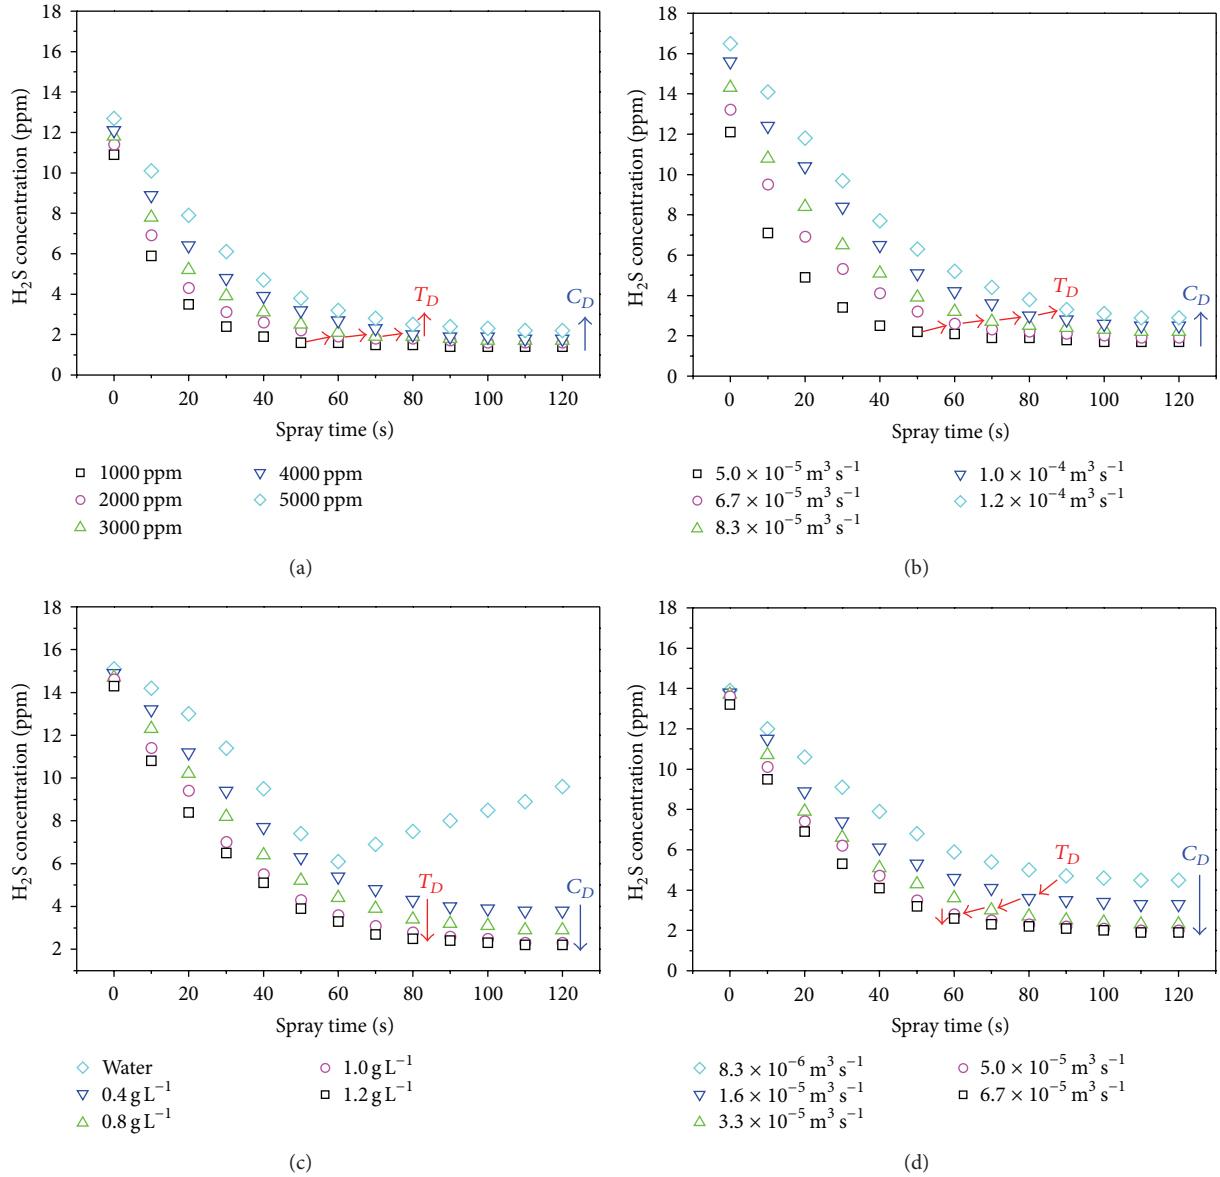 18
16
14
12
10
8
6
4
2
0
H₂S concentration (ppm)
T_D
C_D
0 20 40 60 80 100 120
Spray time (s)
1000 ppm
2000 ppm
3000 ppm
4000 ppm
5000 ppm
(a)
18
16
14
12
10
8
6
4
2
0
H₂S concentration (ppm)
T_D
C_D
0 20 40 60 80 100 120
Spray time (s)
5.0 × 10⁻⁵ m³ s⁻¹
6.7 × 10⁻⁵ m³ s⁻¹
8.3 × 10⁻⁵ m³ s⁻¹
1.0 × 10⁻⁴ m³ s⁻¹
1.2 × 10⁻⁴ m³ s⁻¹
(b)
18
16
14
12
10
8
6
4
2
H₂S concentration (ppm)
T_D
C_D
0 20 40 60 80 100 120
Spray time (s)
Water
0.4 g L⁻¹
0.8 g L⁻¹
1.0 g L⁻¹
1.2 g L⁻¹
(c)
18
16
14
12
10
8
6
4
2
0
H₂S concentration (ppm)
T_D
C_D
0 20 40 60 80 100 120
Spray time (s)
8.3 × 10⁻⁶ m³ s⁻¹
1.6 × 10⁻⁵ m³ s⁻¹
3.3 × 10⁻⁵ m³ s⁻¹
5.0 × 10⁻⁵ m³ s⁻¹
6.7 × 10⁻⁵ m³ s⁻¹
(d)